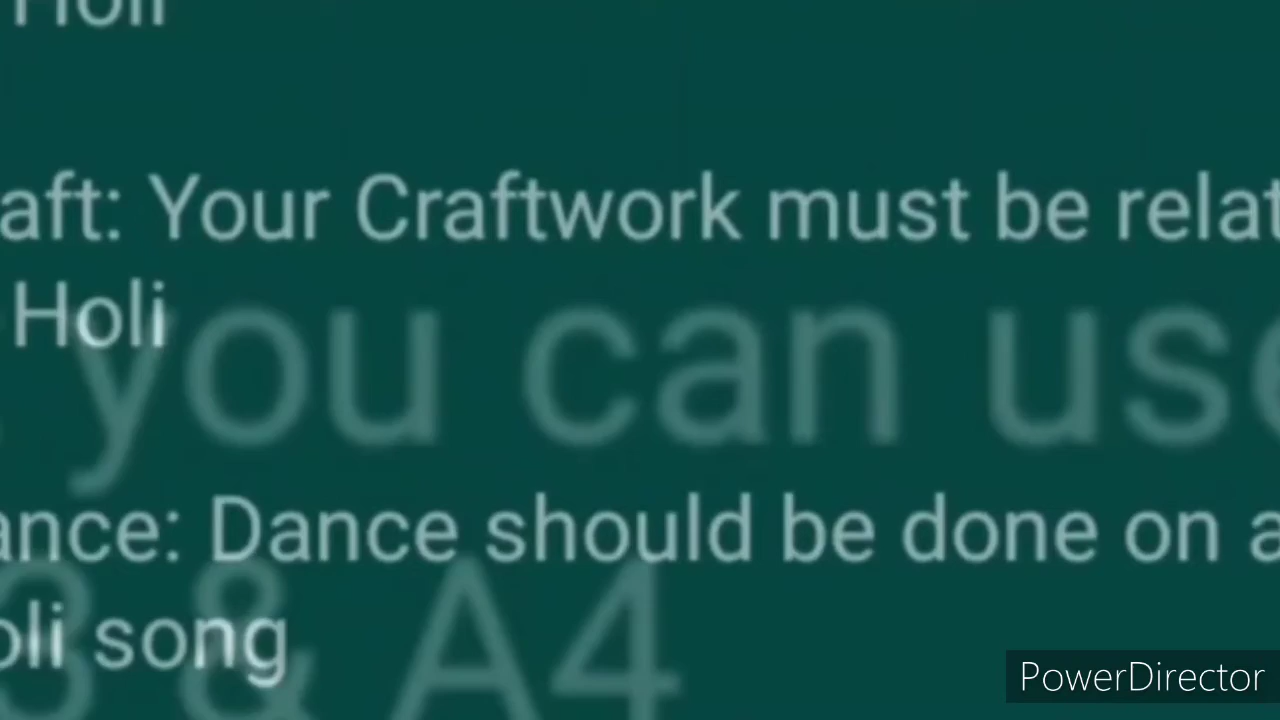 Holi
aft: Your Craftwork must be relat
Holi
you can use
ance: Dance should be done on a
oli song
3 & A4
PowerDirector